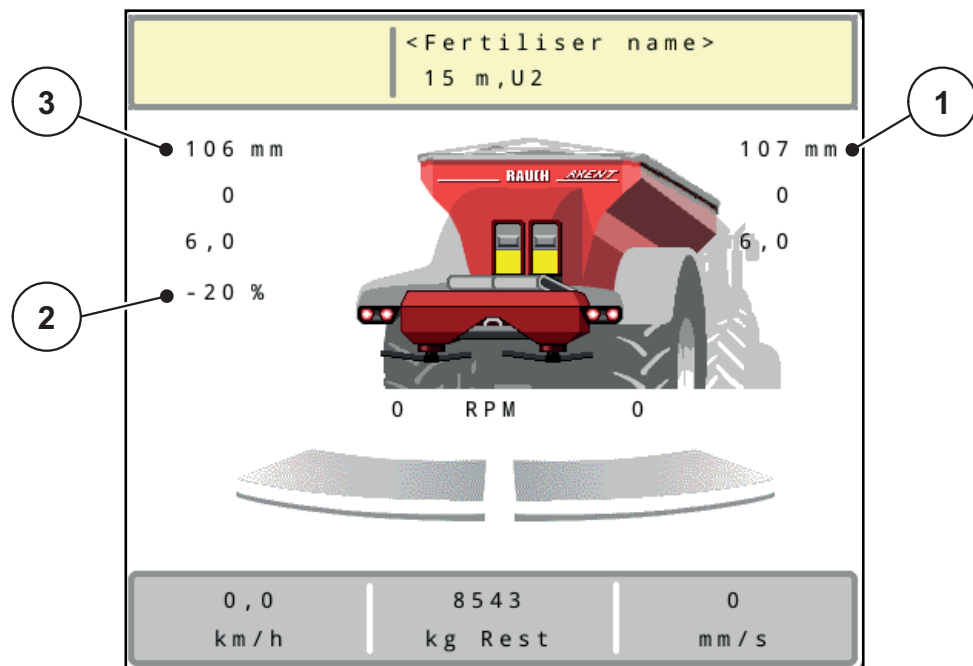 <Fertiliser name>
15 m,U2
3
1
106 mm
107 mm
RAUCH AXENT
0
0
6,0
6,0
2
-20 %
0 RPM 0
0,0
8543
0
km/h
kg Rest
mm/s